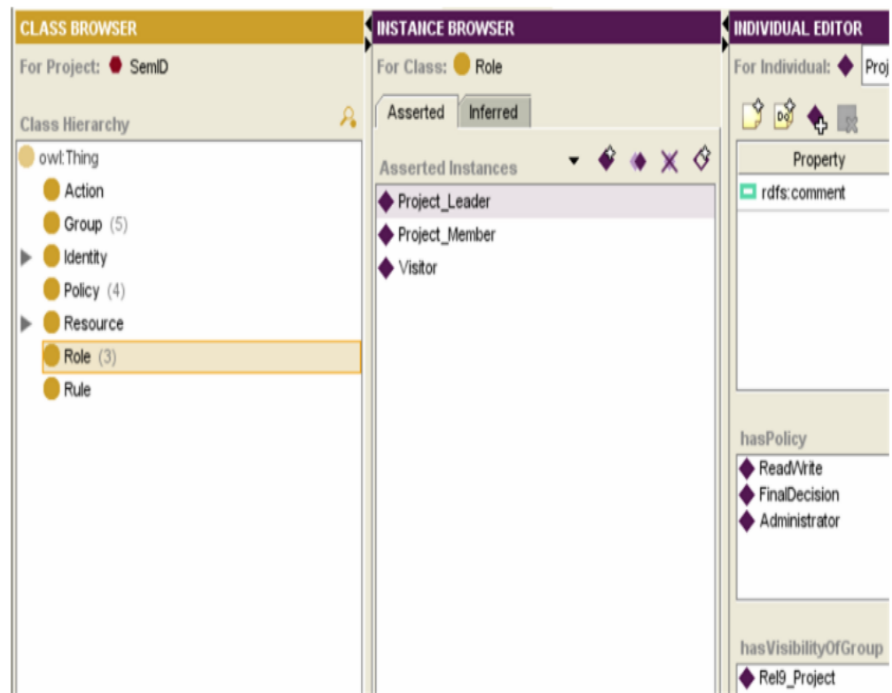 CLASS BROWSER
For Project: SemID
Class Hierarchy
owl:Thing
Action
Group (5)
Identity
Policy (4)
Resource
Role (3)
Rule
INSTANCE BROWSER
For Class: Role
Asserted Inferred
Asserted Instances
Project_Leader
Project_Member
Visitor
INDIVIDUAL EDITOR
For Individual: Proj
Property
rdfs:comment
hasPolicy
ReadWrite
FinalDecision
Administrator
hasVisibilityOfGroup
Rel9_Project